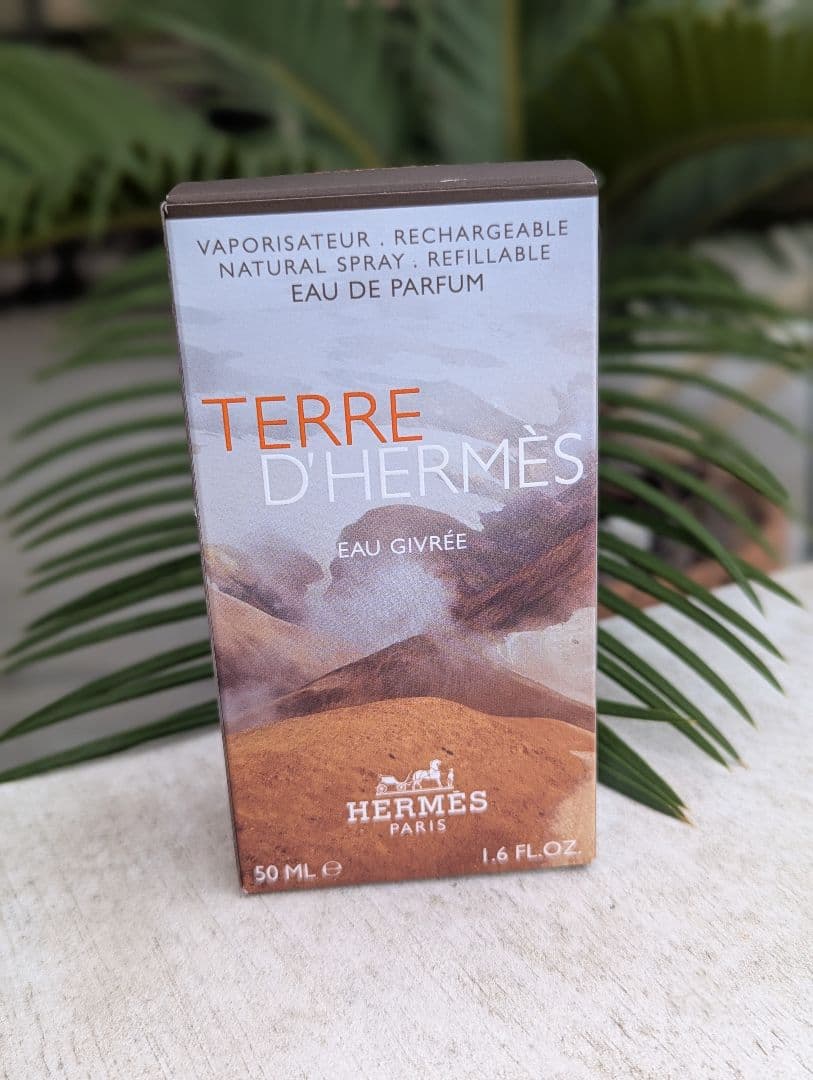 VAPORISATEUR . RECHARGEABLE
NATURAL SPRAY . REFILLABLE
EAU DE PARFUM
TERRE
D'HERMÈS
EAU GIVRÉE
HERMÈS
PARIS
50 ML ℮
1.6 FL.OZ.